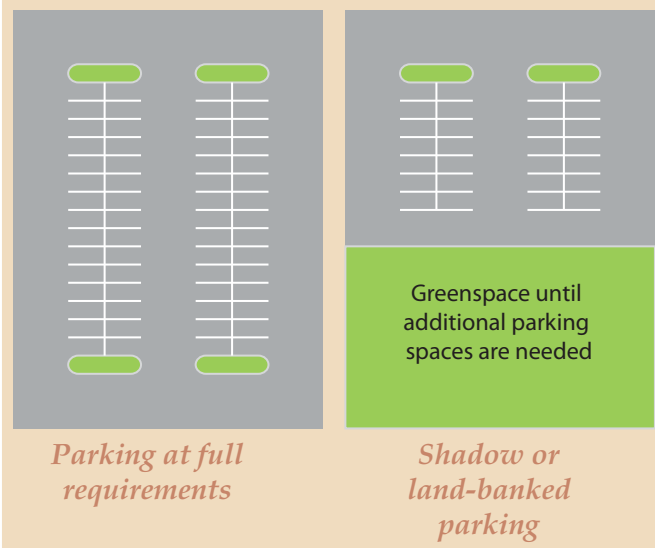 Greenspace until
additional parking
spaces are needed
Parking at full
requirements
Shadow or
land-banked
parking